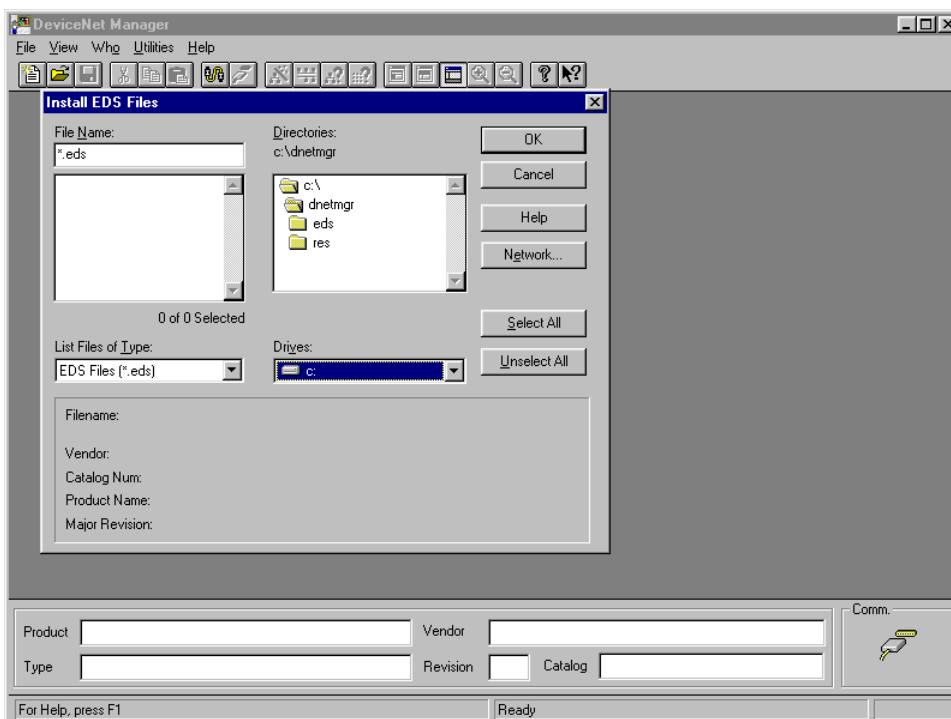 DeviceNet Manager
File View Who Utilities Help
Install EDS Files
File Name:
*.eds
Directories:
c:\dnetmgr
c:\
dnetmgr
eds
res
OK
Cancel
Help
Network...
0 of 0 Selected
Select All
Unselect All
List Files of Type:
EDS Files (*.eds)
Drives:
c:
Filename:
Vendor:
Catalog Num:
Product Name:
Major Revision:
Product
Vendor
Type
Revision
Catalog
Comm.
For Help, press F1
Ready